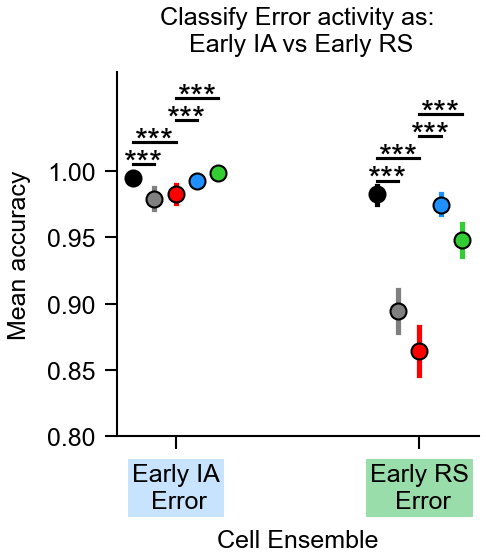 Classify Error activity as:
Early IA vs Early RS
***
***
***
***
***
***
***
***
1.00
0.95
0.90
0.85
0.80
Mean accuracy
Early IA
Error
Early RS
Error
Cell Ensemble